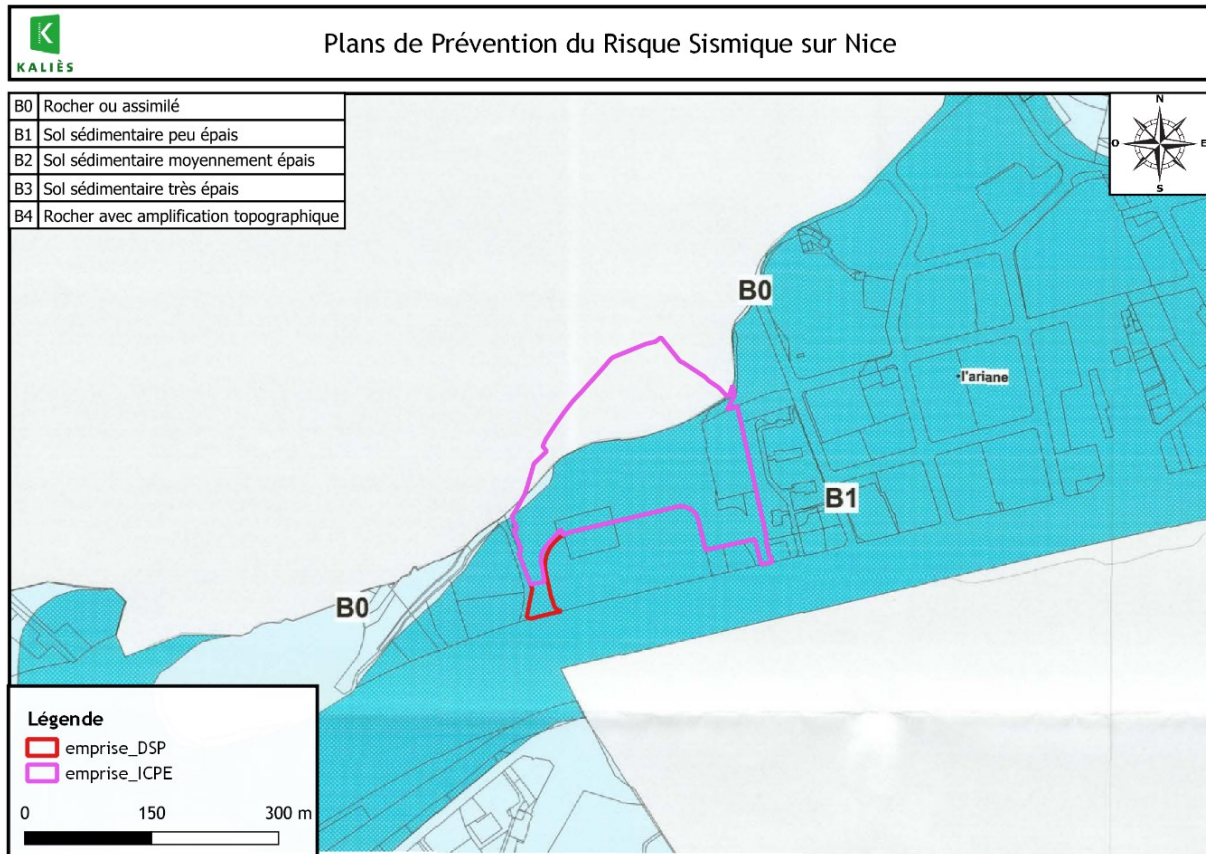 KALIÈS
Plans de Prévention du Risque Sismique sur Nice
B0 Rocher ou assimilé
B1 Sol sédimentaire peu épais
B2 Sol sédimentaire moyennement épais
B3 Sol sédimentaire très épais
B4 Rocher avec amplification topographique
N
O
E
S
B0
l'ariane
B1
B0
Légende
emprise_DSP
emprise_ICPE
0 150 300 m